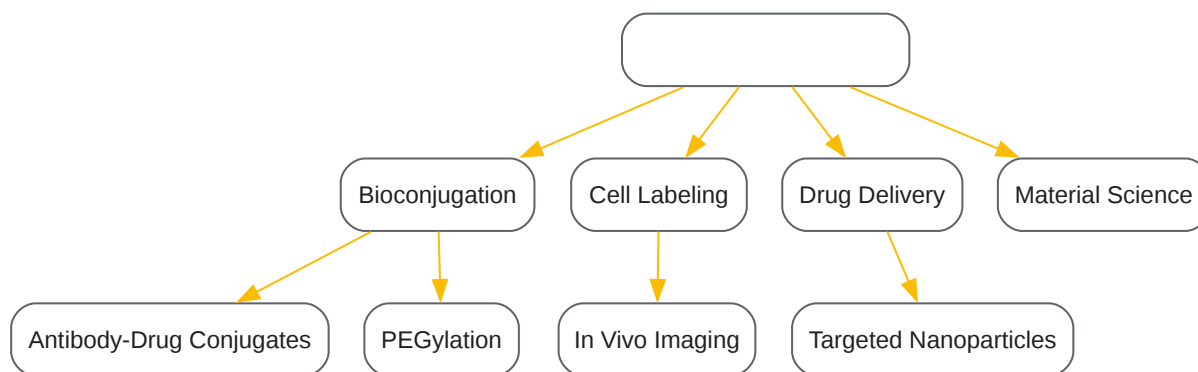 Bioconjugation
Cell Labeling
Drug Delivery
Material Science
Antibody-Drug Conjugates
PEGylation
In Vivo Imaging
Targeted Nanoparticles